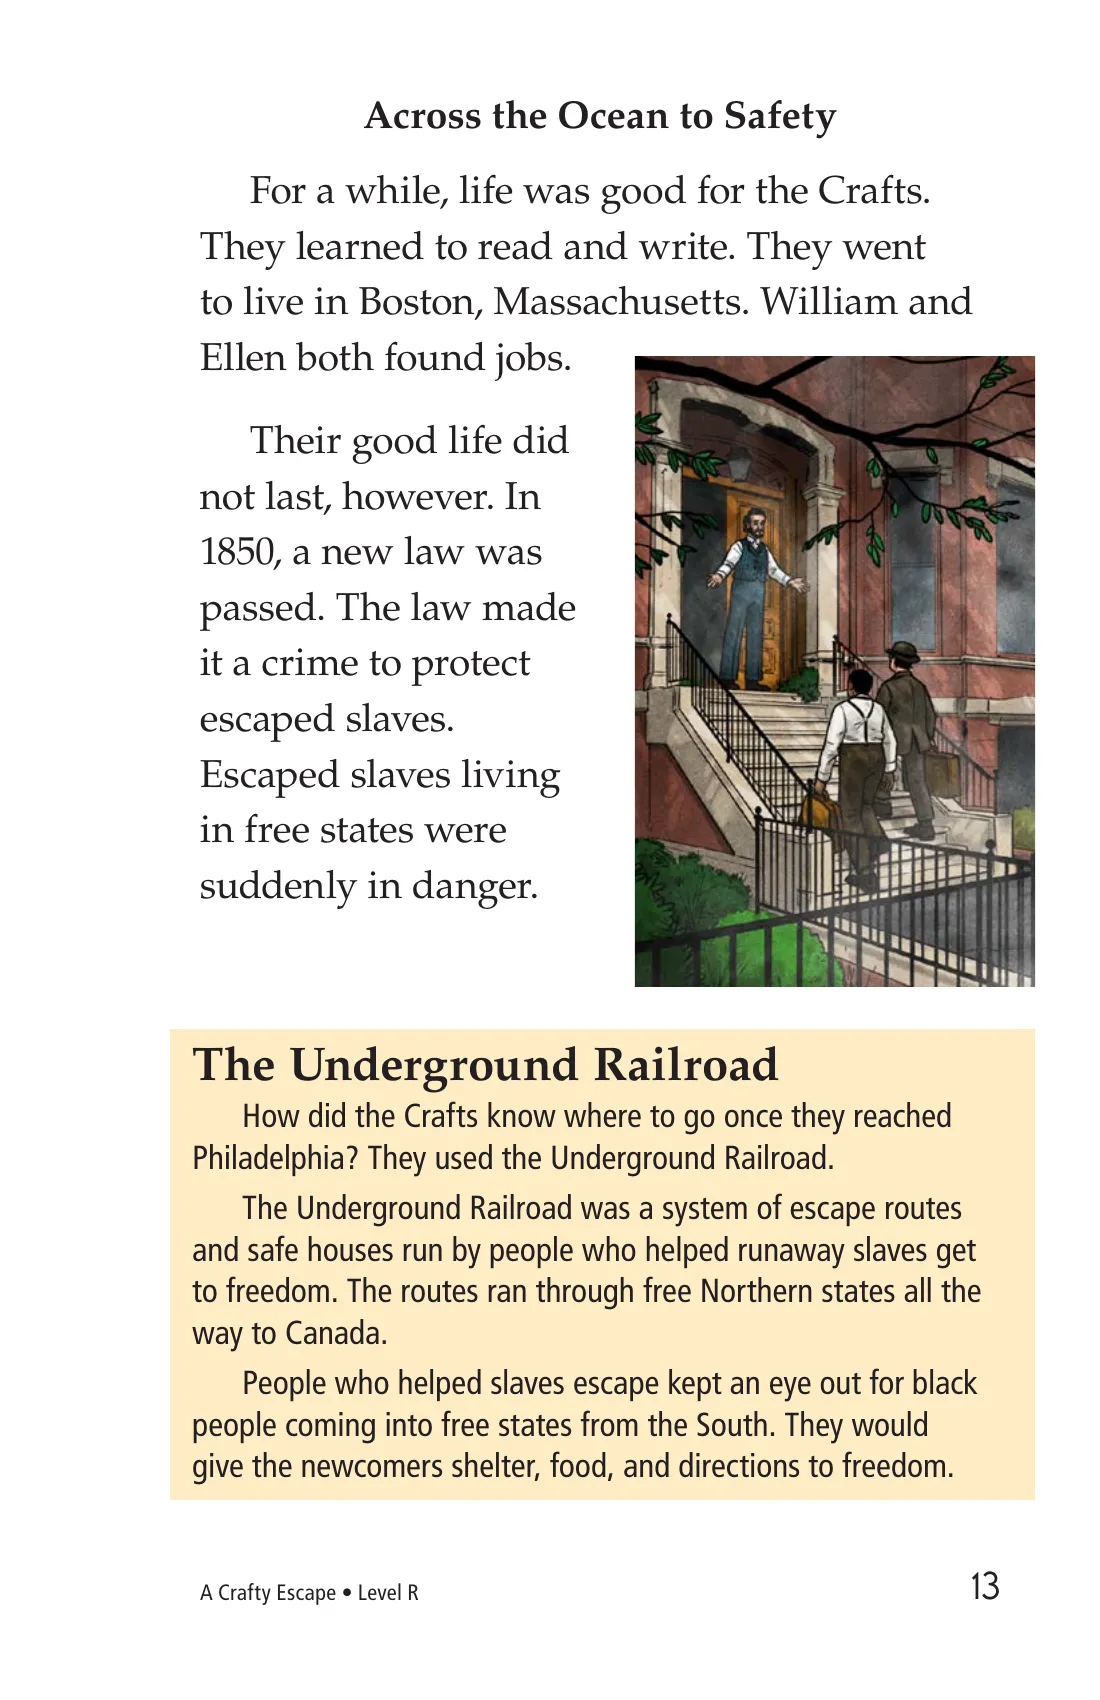 Across the Ocean to Safety
For a while, life was good for the Crafts.
They learned to read and write. They went
to live in Boston, Massachusetts. William and
Ellen both found jobs.
Their good life did
not last, however. In
1850, a new law was
passed. The law made
it a crime to protect
escaped slaves.
Escaped slaves living
in free states were
suddenly in danger.
The Underground Railroad
How did the Crafts know where to go once they reached
Philadelphia? They used the Underground Railroad.
The Underground Railroad was a system of escape routes
and safe houses run by people who helped runaway slaves get
to freedom. The routes ran through free Northern states all the
way to Canada.
People who helped slaves escape kept an eye out for black
people coming into free states from the South. They would
give the newcomers shelter, food, and directions to freedom.
A Crafty Escape • Level R
13